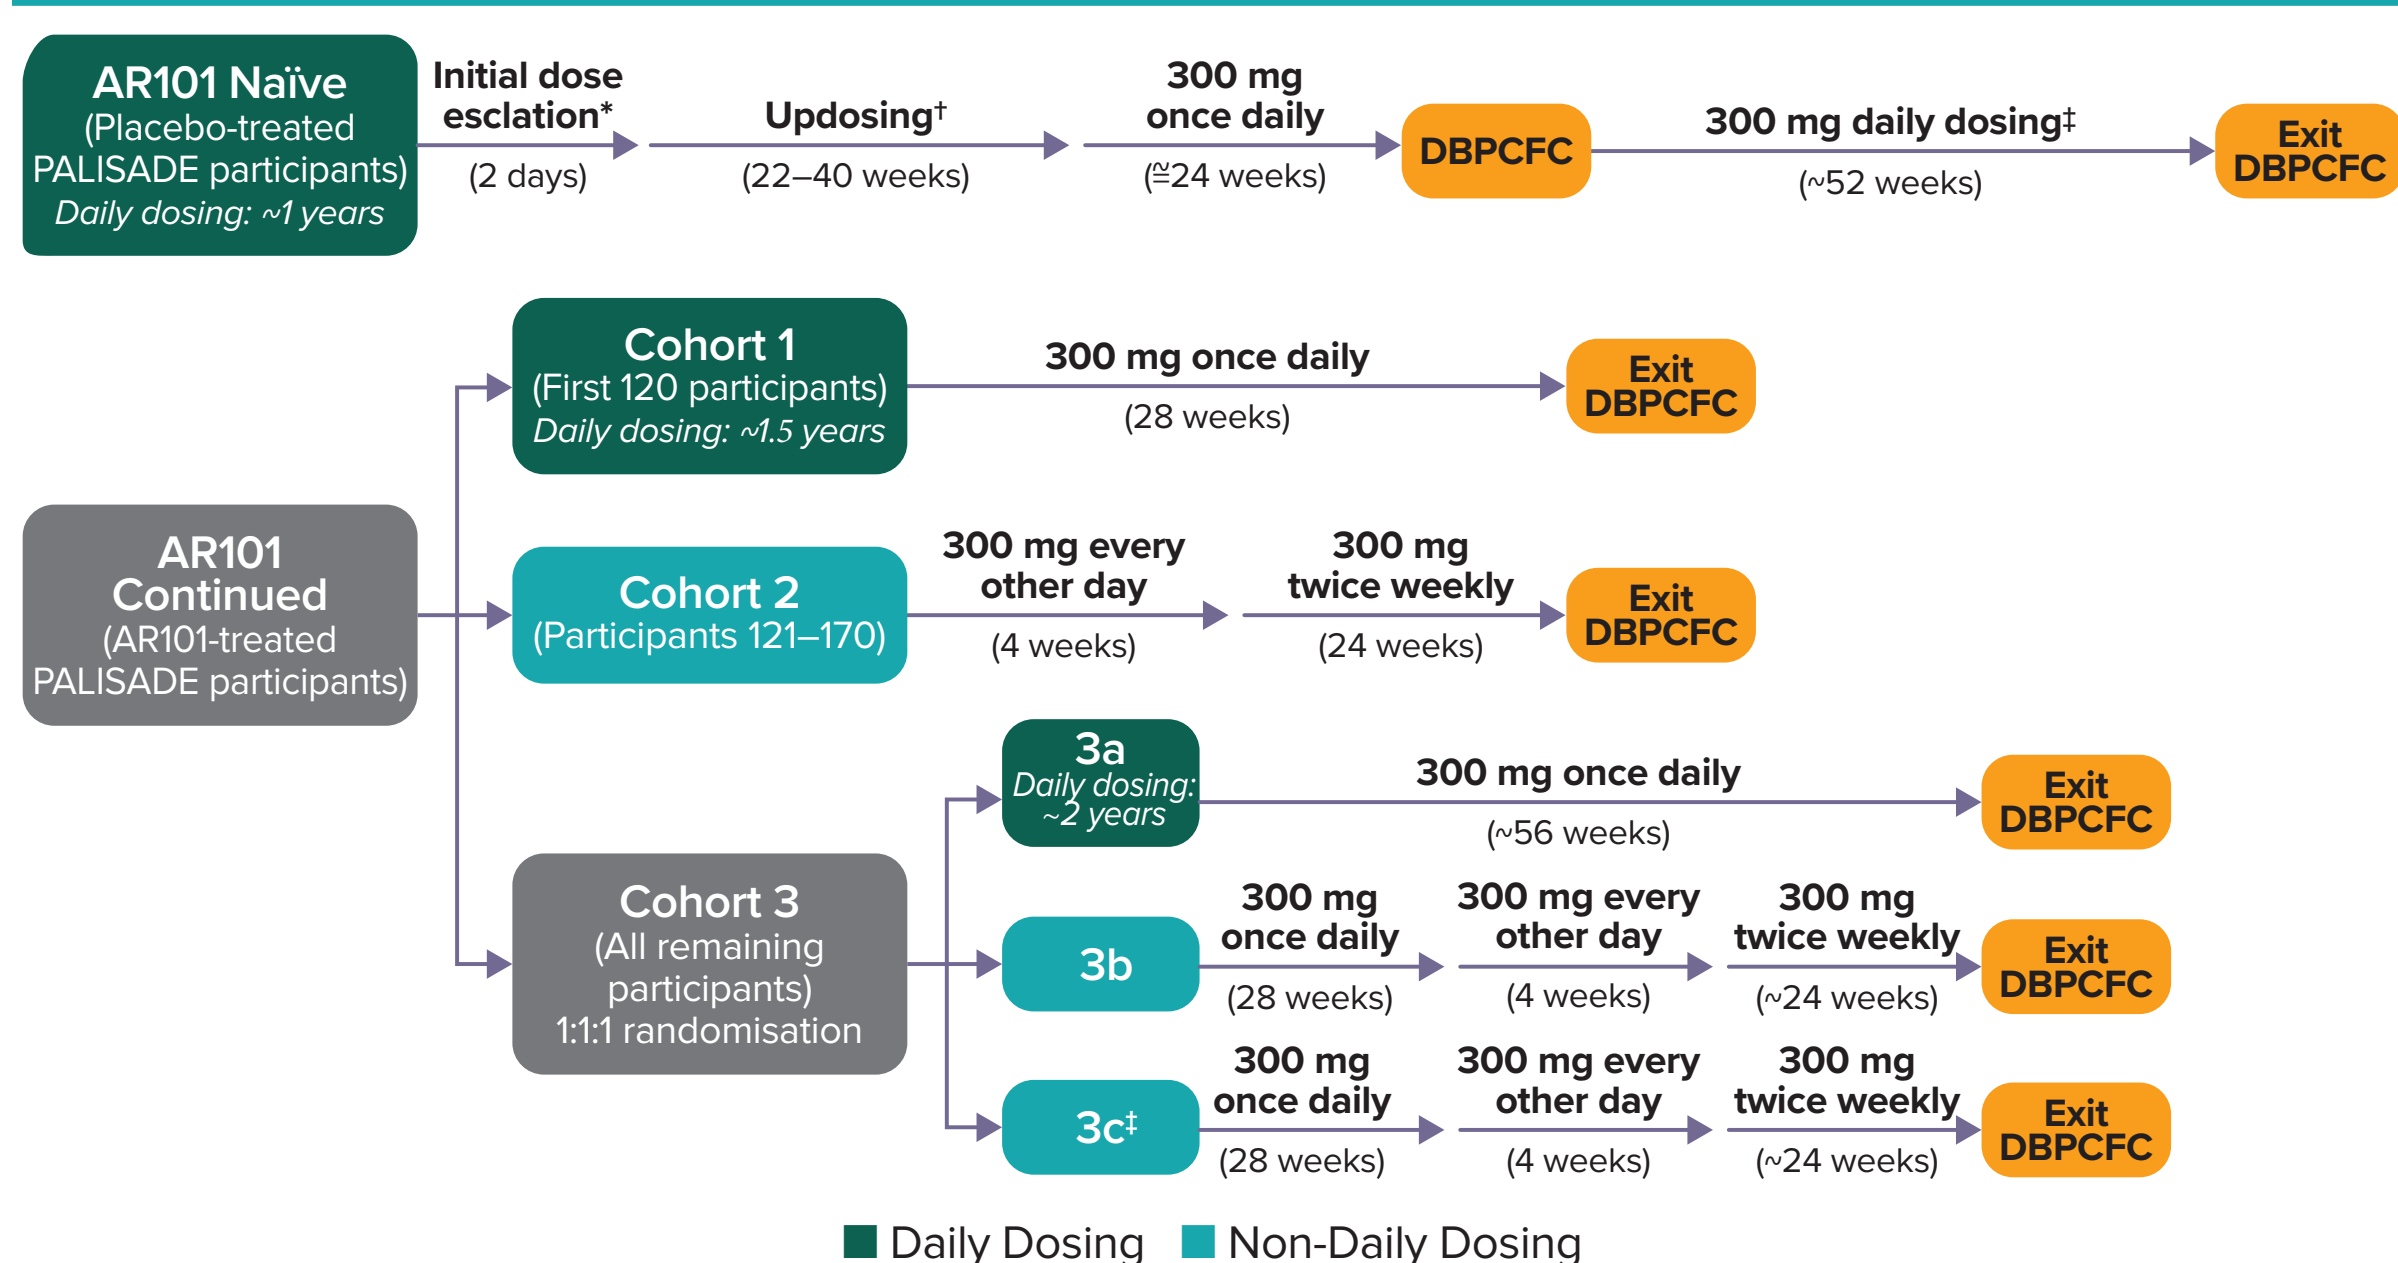 AR101 Naïve
(Placebo-treated
PALISADE participants)
Daily dosing: ~1 years
Initial dose
esclation*
(2 days)
Updosing†
(22–40 weeks)
300 mg
once daily
(≅24 weeks)
DBPCFC
300 mg daily dosing‡
(~52 weeks)
Exit
DBPCFC
AR101
Continued
(AR101-treated
PALISADE participants)
Cohort 1
(First 120 participants)
Daily dosing: ~1.5 years
300 mg once daily
(28 weeks)
Exit
DBPCFC
Cohort 2
(Participants 121–170)
300 mg every
other day
(4 weeks)
300 mg
twice weekly
(24 weeks)
Exit
DBPCFC
Cohort 3
(All remaining
participants)
1:1:1 randomisation
3a
Daily dosing:
~2 years
300 mg once daily
(~56 weeks)
Exit
DBPCFC
3b
300 mg
once daily
(28 weeks)
300 mg every
other day
(4 weeks)
300 mg
twice weekly
(~24 weeks)
Exit
DBPCFC
3c‡
300 mg
once daily
(28 weeks)
300 mg every
other day
(4 weeks)
300 mg
twice weekly
(~24 weeks)
Exit
DBPCFC
Daily Dosing
Non-Daily Dosing